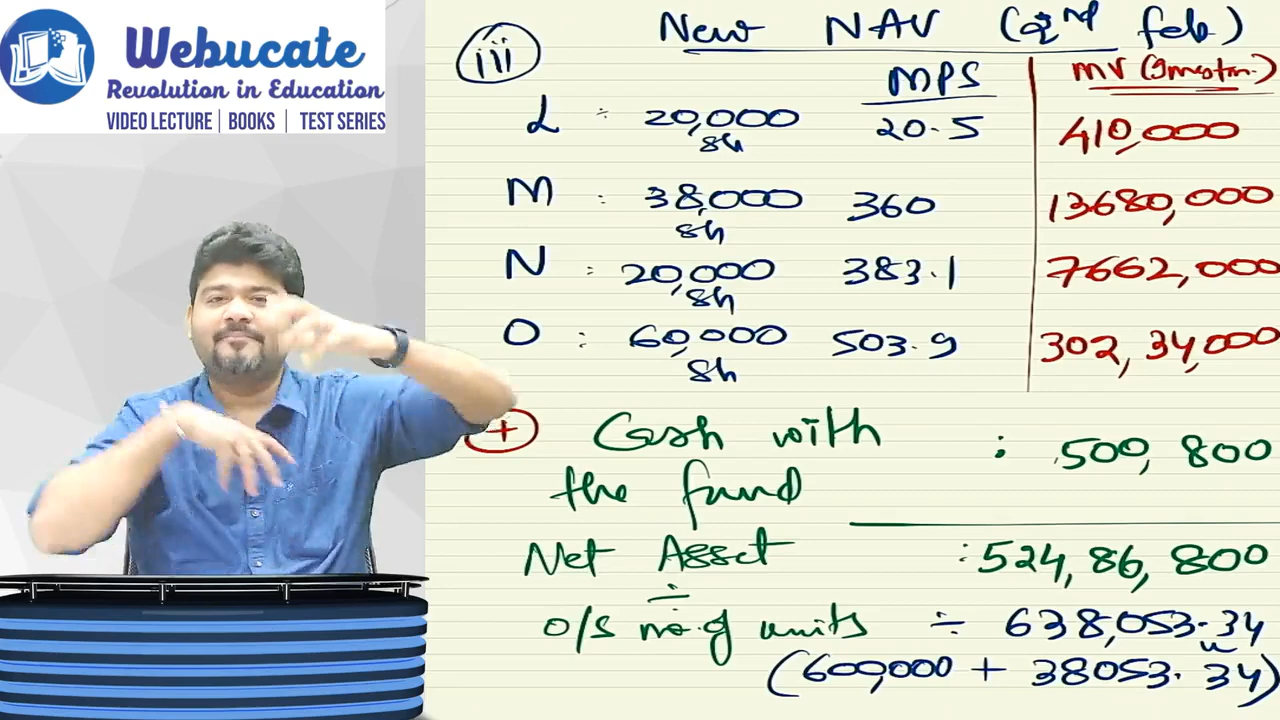 Webucate
Revolution in Education
VIDEO LECTURE | BOOKS | TEST SERIES
iii New NAV (2nd feb)
MPS MV (Investm.)
L : 20,000 sh 20.5 410,000
M : 38,000 sh 360 13680,000
N : 20,000 sh 383.1 7662,000
O : 60,000 sh 503.9 302,34,000
+ Cash with : 500,800
the fund
Net Asset : 524,86,800
÷
o/s no. of units ÷ 638,053.34
(600,000 + 38053.34)